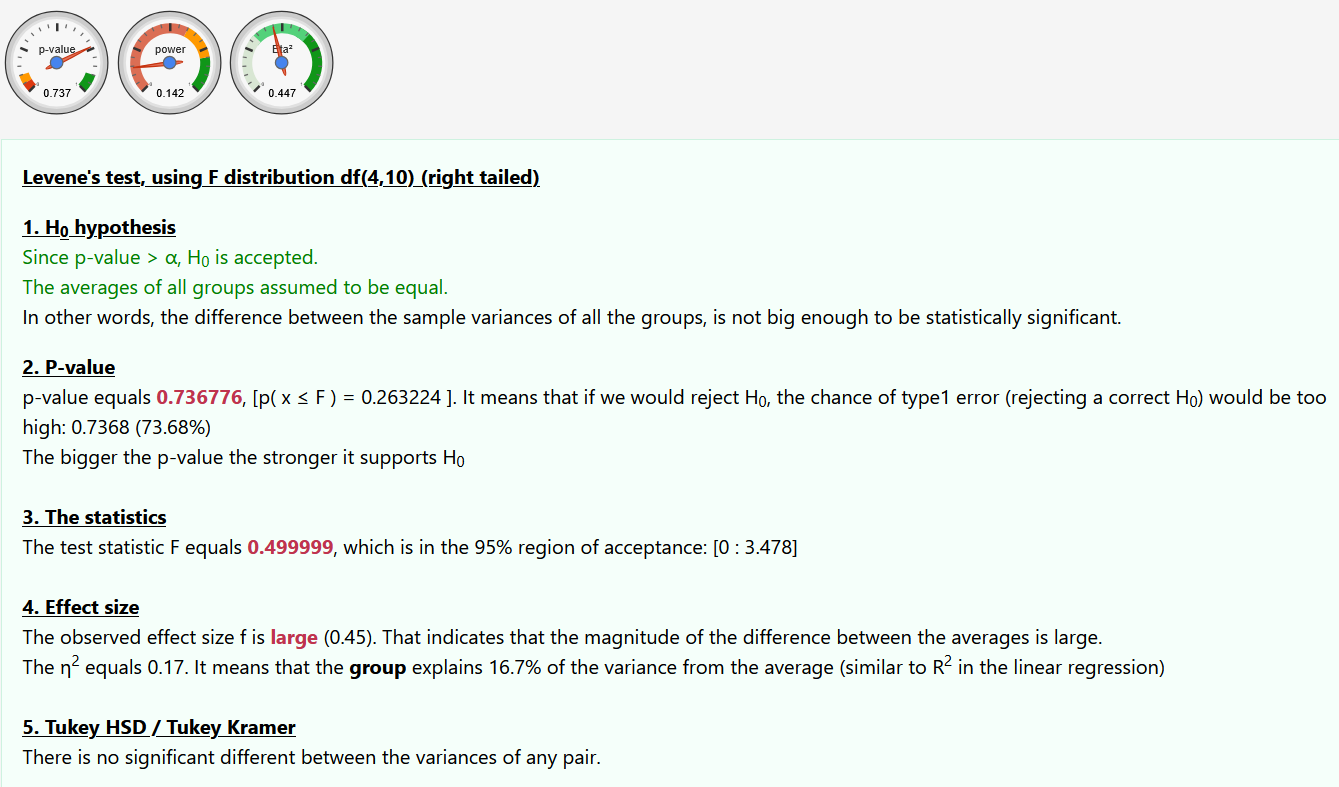 p-value
0.737
power
0.142
Eta²
0.447
Levene's test, using F distribution df(4,10) (right tailed)
1. H₀ hypothesis
Since p-value > α, H₀ is accepted.
The averages of all groups assumed to be equal.
In other words, the difference between the sample variances of all the groups, is not big enough to be statistically significant.
2. P-value
p-value equals 0.736776, [p( x ≤ F ) = 0.263224 ]. It means that if we would reject H₀, the chance of type1 error (rejecting a correct H₀) would be too
high: 0.7368 (73.68%)
The bigger the p-value the stronger it supports H₀
3. The statistics
The test statistic F equals 0.499999, which is in the 95% region of acceptance: [0 : 3.478]
4. Effect size
The observed effect size f is large (0.45). That indicates that the magnitude of the difference between the averages is large.
The η² equals 0.17. It means that the group explains 16.7% of the variance from the average (similar to R² in the linear regression)
5. Tukey HSD / Tukey Kramer
There is no significant different between the variances of any pair.